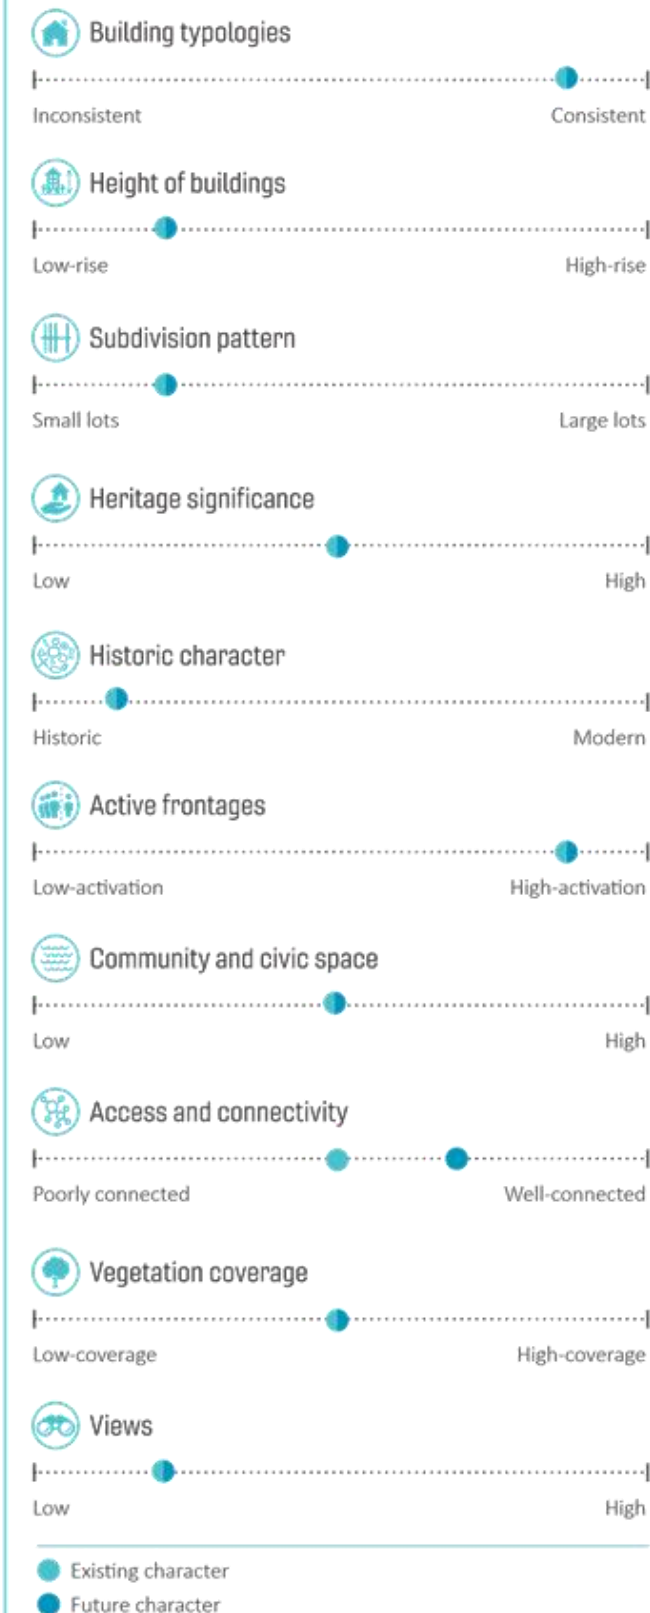 Building typologies
Inconsistent Consistent
Height of buildings
Low-rise High-rise
Subdivision pattern
Small lots Large lots
Heritage significance
Low High
Historic character
Historic Modern
Active frontages
Low-activation High-activation
Community and civic space
Low High
Access and connectivity
Poorly connected Well-connected
Vegetation coverage
Low-coverage High-coverage
Views
Low High
Existing character
Future character